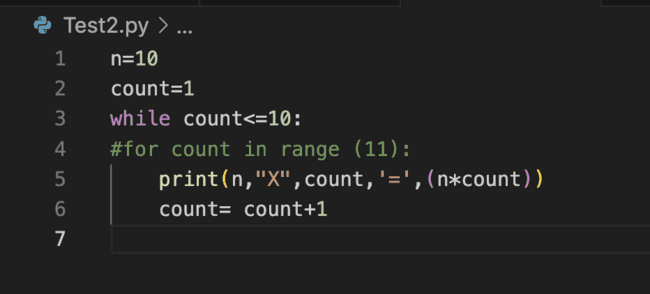 Test2.py > ...
1 n=10
2 count=1
3 while count<=10:
4 #for count in range (11):
5     print(n,"X",count,'=',(n*count))
6     count= count+1
7